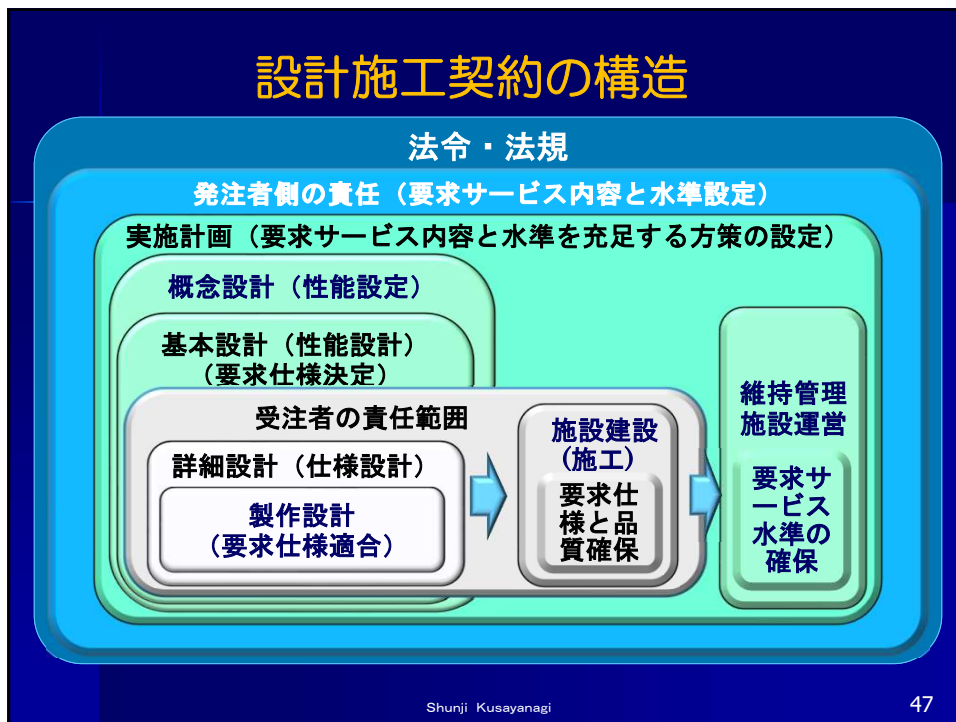 設計施工契約の構造
法令・法規
発注者側の責任（要求サービス内容と水準設定）
実施計画（要求サービス内容と水準を充足する方策の設定）
概念設計（性能設定）
基本設計（性能設計）
（要求仕様決定）
受注者の責任範囲
詳細設計（仕様設計）
製作設計
（要求仕様適合）
施設建設
(施工)
要求仕
様と品
質確保
維持管理
施設運営
要求サ
ービス
水準の
確保
Shunji Kusayanagi
47